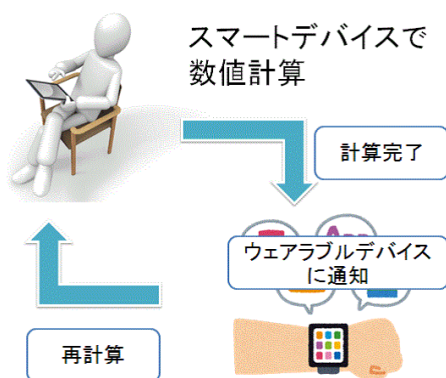 スマートデバイスで
数値計算
計算完了
ウェアラブルデバイス
に通知
再計算